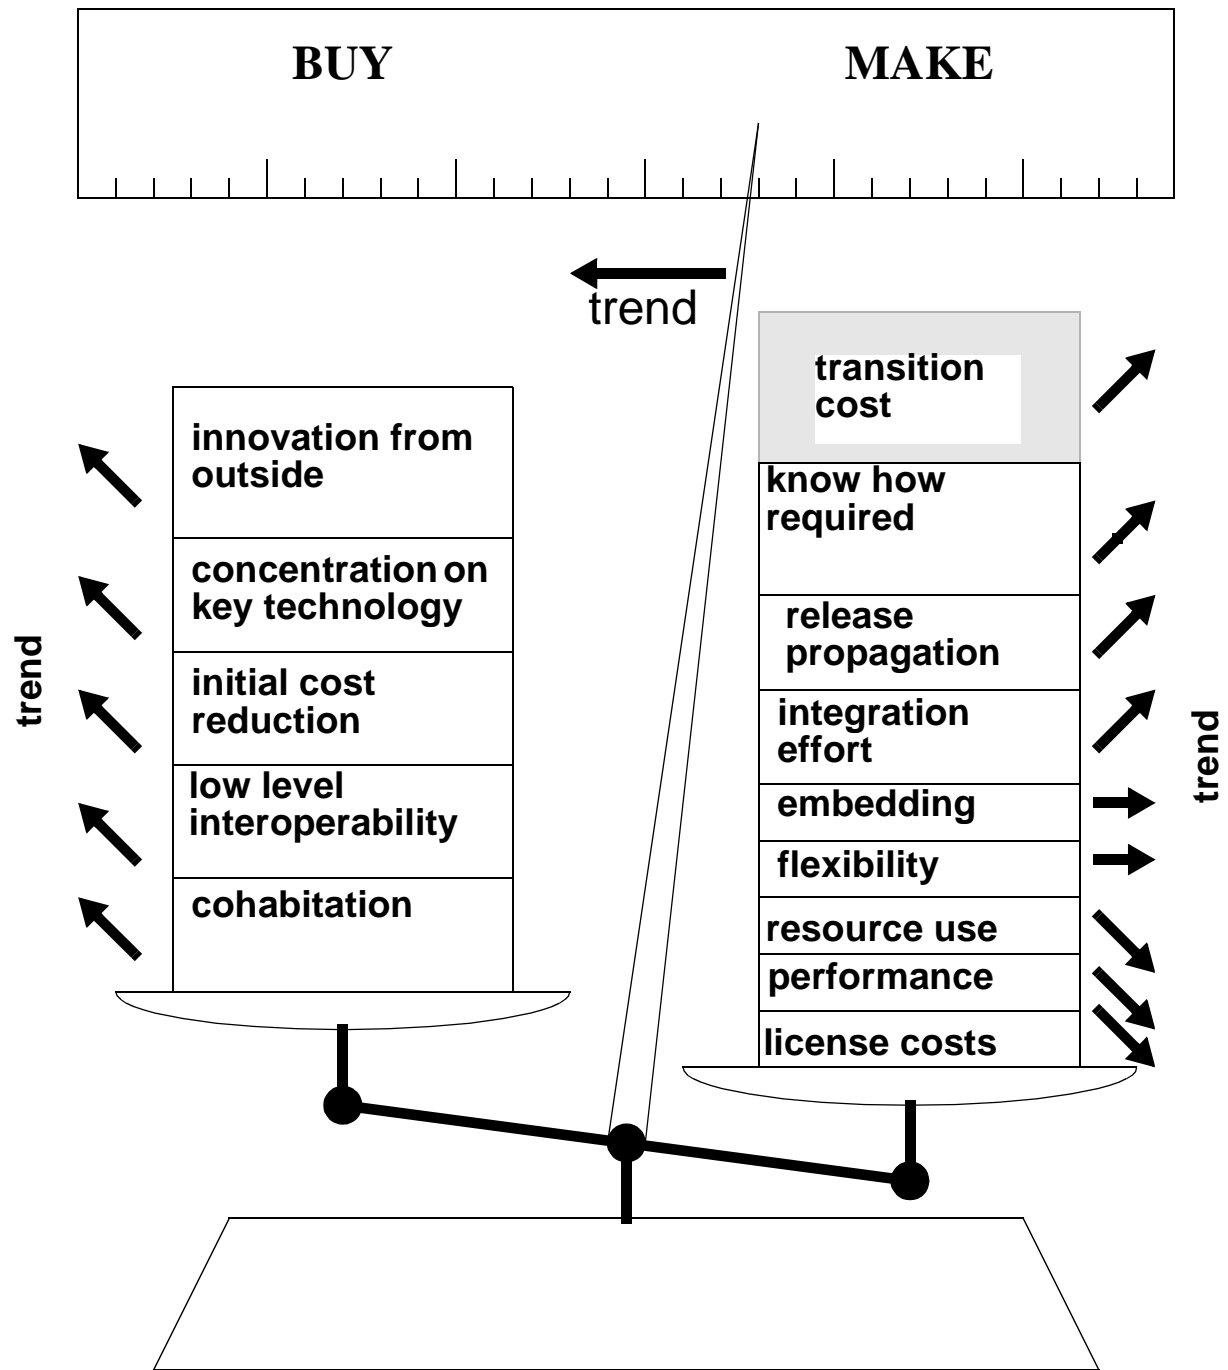 BUY
MAKE
trend
innovation from
outside
concentration on
key technology
initial cost
reduction
low level
interoperability
cohabitation
trend
transition
cost
know how
required
release
propagation
integration
effort
embedding
flexibility
resource use
performance
license costs
trend